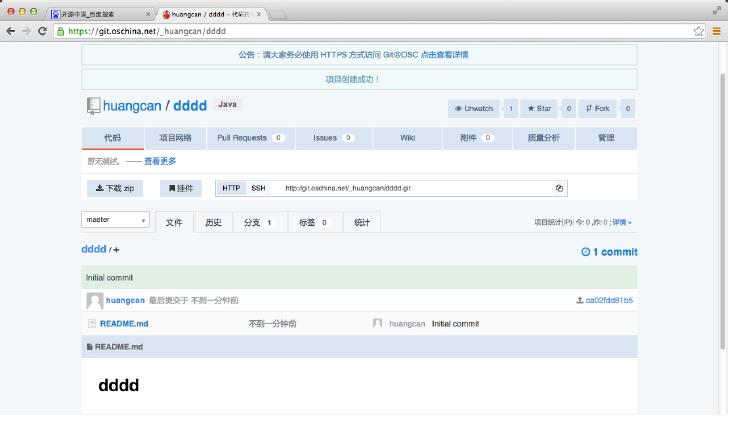 开源中国_百度搜索
huangcan / dddd – 代码托
https://git.oschina.net/_huangcan/dddd
公告：请大家务必使用 HTTPS 方式访问 Git@OSC 点击查看详情
项目创建成功！
huangcan / dddd Java
Unwatch 1 Star 0 Fork 0
代码 项目网络 Pull Requests 0 Issues 0 Wiki 附件 0 质量分析 管理
暂无描述。 —— 查看更多
下载 zip 挂件 HTTP SSH http://git.oschina.net/_huangcan/dddd.git
master 文件 历史 分支 1 标签 0 统计 项目统计(IP): 今: 0 ,昨: 0 ; 详情 »
dddd / +
1 commit
Initial commit
huangcan 最后提交于 不到一分钟前 ca02fdd81b5
README.md 不到一分钟前 huangcan Initial commit
README.md
dddd